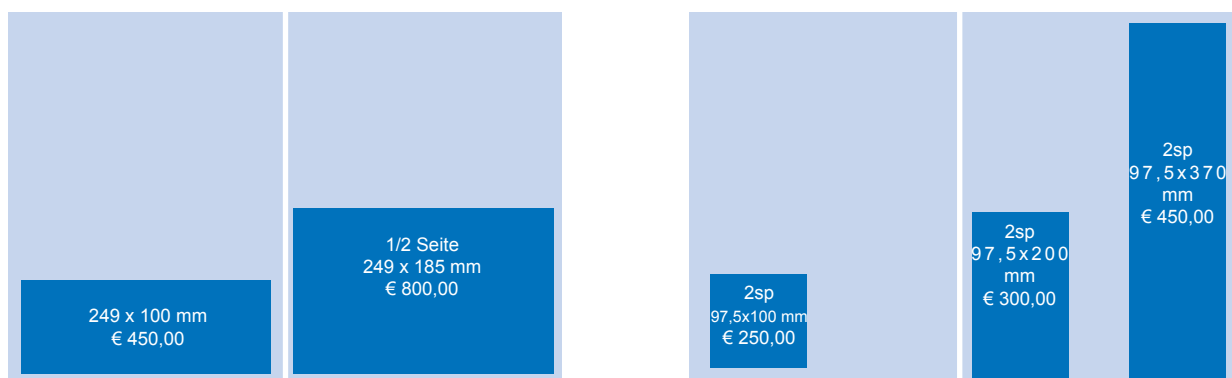 249 x 100 mm
€ 450,00
1/2 Seite
249 x 185 mm
€ 800,00
2sp
97,5x100 mm
€ 250,00
2sp
97,5x200
mm
€ 300,00
2sp
97,5x370
mm
€ 450,00